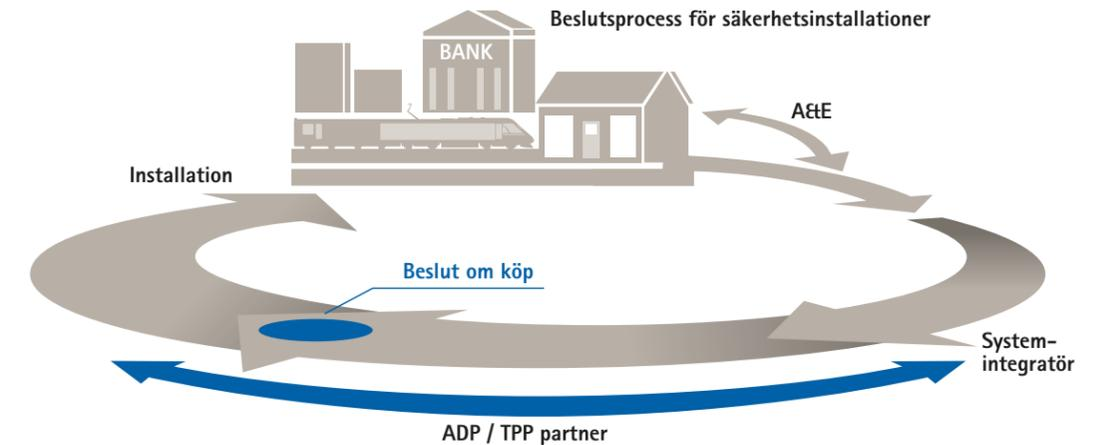 Beslutsprocess för säkerhetsinstallationer
BANK
A&E
Installation
Beslut om köp
System-
integratör
ADP / TPP partner